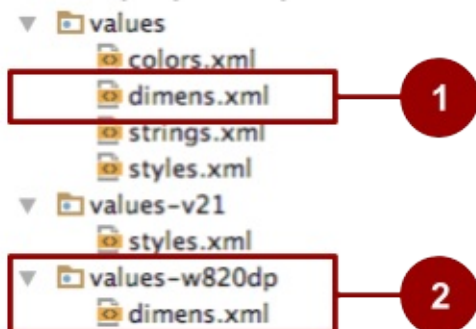 values
colors.xml
dimens.xml
1
strings.xml
styles.xml
values-v21
styles.xml
values-w820dp
2
dimens.xml